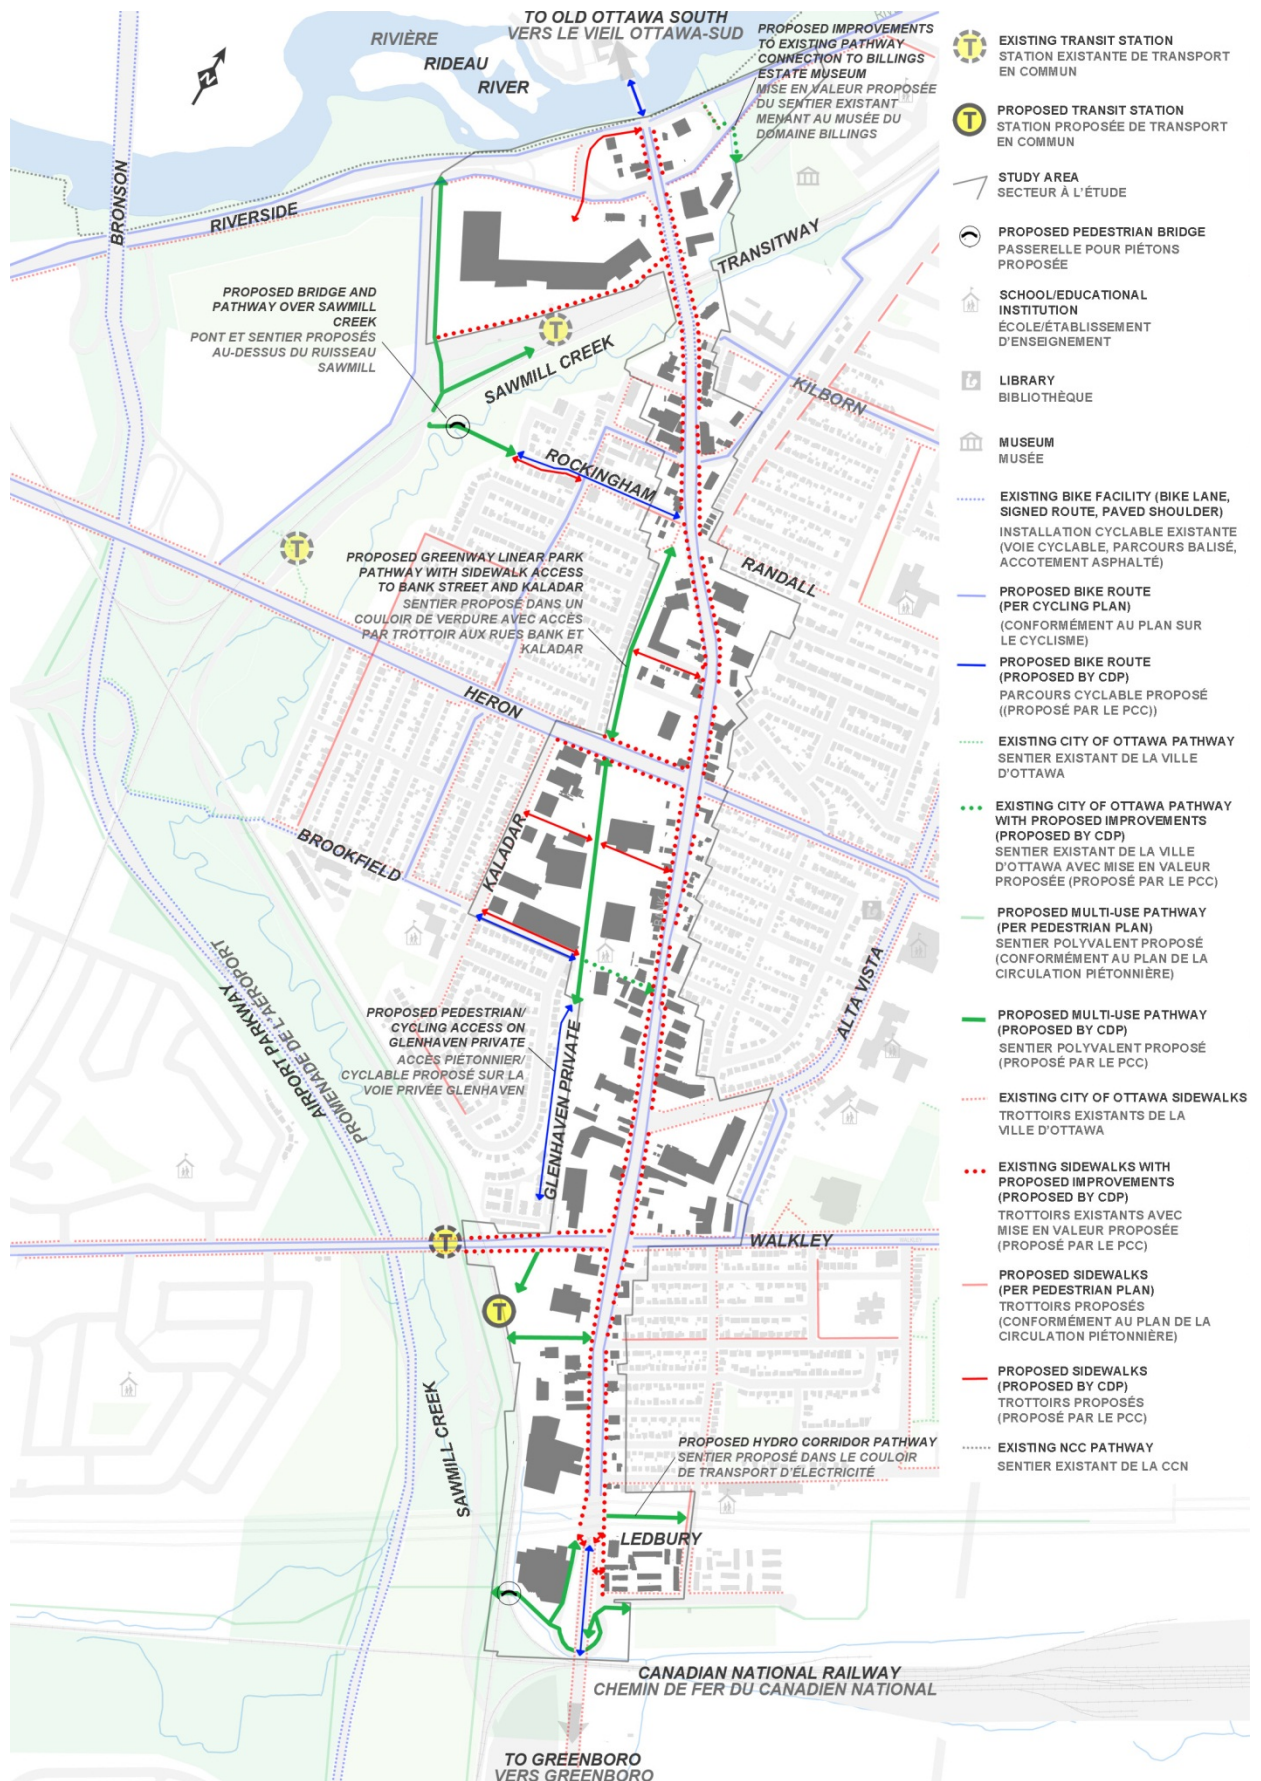 TO OLD OTTAWA SOUTH
VERS LE VIEIL OTTAWA-SUD
RIVIÈRE
RIDEAU
RIVER
N
PROPOSED IMPROVEMENTS
TO EXISTING PATHWAY
CONNECTION TO BILLINGS
ESTATE MUSEUM
MISE EN VALEUR PROPOSÉE
DU SENTIER EXISTANT
MENANT AU MUSÉE DU
DOMAINE BILLINGS
BRONSON
RIVERSIDE
TRANSITWAY
PROPOSED BRIDGE AND
PATHWAY OVER SAWMILL
CREEK
PONT ET SENTIER PROPOSÉS
AU-DESSUS DU RUISSEAU
SAWMILL
T
SAWMILL CREEK
KILBORN
ROCKINGHAM
T
PROPOSED GREENWAY LINEAR PARK
PATHWAY WITH SIDEWALK ACCESS
TO BANK STREET AND KALADAR
SENTIER PROPOSÉ DANS UN
COULOIR DE VERDURE AVEC ACCÈS
PAR TROTTOIR AUX RUES BANK ET
KALADAR
RANDALL
HERON
KALADAR
BROOKFIELD
ALTA VISTA
AIRPORT PARKWAY
PROMENADE DE L'AÉROPORT
PROPOSED PEDESTRIAN/
CYCLING ACCESS ON
GLENHAVEN PRIVATE
ACCÈS PIÉTONNIER/
CYCLABLE PROPOSÉ SUR LA
VOIE PRIVÉE GLENHAVEN
GLENHAVEN PRIVATE
T
WALKLEY
T
SAWMILL CREEK
PROPOSED HYDRO CORRIDOR PATHWAY
SENTIER PROPOSÉ DANS LE COULOIR
DE TRANSPORT D'ÉLECTRICITÉ
LEDBURY
CANADIAN NATIONAL RAILWAY
CHEMIN DE FER DU CANADIEN NATIONAL
TO GREENBORO
VERS GREENBORO
T
EXISTING TRANSIT STATION
STATION EXISTANTE DE TRANSPORT
EN COMMUN
T
PROPOSED TRANSIT STATION
STATION PROPOSÉE DE TRANSPORT
EN COMMUN
STUDY AREA
SECTEUR À L'ÉTUDE
PROPOSED PEDESTRIAN BRIDGE
PASSERELLE POUR PIÉTONS
PROPOSÉE
SCHOOL/EDUCATIONAL
INSTITUTION
ÉCOLE/ÉTABLISSEMENT
D'ENSEIGNEMENT
LIBRARY
BIBLIOTHÈQUE
MUSEUM
MUSÉE
EXISTING BIKE FACILITY (BIKE LANE,
SIGNED ROUTE, PAVED SHOULDER)
INSTALLATION CYCLABLE EXISTANTE
(VOIE CYCLABLE, PARCOURS BALISÉ,
ACCOTEMENT ASPHALTÉ)
PROPOSED BIKE ROUTE
(PER CYCLING PLAN)
(CONFORMÉMENT AU PLAN SUR
LE CYCLISME)
PROPOSED BIKE ROUTE
(PROPOSED BY CDP)
PARCOURS CYCLABLE PROPOSÉ
((PROPOSÉ PAR LE PCC))
EXISTING CITY OF OTTAWA PATHWAY
SENTIER EXISTANT DE LA VILLE
D'OTTAWA
EXISTING CITY OF OTTAWA PATHWAY
WITH PROPOSED IMPROVEMENTS
(PROPOSED BY CDP)
SENTIER EXISTANT DE LA VILLE
D'OTTAWA AVEC MISE EN VALEUR
PROPOSÉE (PROPOSÉ PAR LE PCC)
PROPOSED MULTI-USE PATHWAY
(PER PEDESTRIAN PLAN)
SENTIER POLYVALENT PROPOSÉ
(CONFORMÉMENT AU PLAN DE LA
CIRCULATION PIÉTONNIÈRE)
PROPOSED MULTI-USE PATHWAY
(PROPOSED BY CDP)
SENTIER POLYVALENT PROPOSÉ
(PROPOSÉ PAR LE PCC)
EXISTING CITY OF OTTAWA SIDEWALKS
TROTTOIRS EXISTANTS DE LA
VILLE D'OTTAWA
EXISTING SIDEWALKS WITH
PROPOSED IMPROVEMENTS
(PROPOSED BY CDP)
TROTTOIRS EXISTANTS AVEC
MISE EN VALEUR PROPOSÉE
(PROPOSÉ PAR LE PCC)
PROPOSED SIDEWALKS
(PER PEDESTRIAN PLAN)
TROTTOIRS PROPOSÉS
(CONFORMÉMENT AU PLAN DE LA
CIRCULATION PIÉTONNIÈRE)
PROPOSED SIDEWALKS
(PROPOSED BY CDP)
TROTTOIRS PROPOSÉS
(PROPOSÉ PAR LE PCC)
EXISTING NCC PATHWAY
SENTIER EXISTANT DE LA CCN